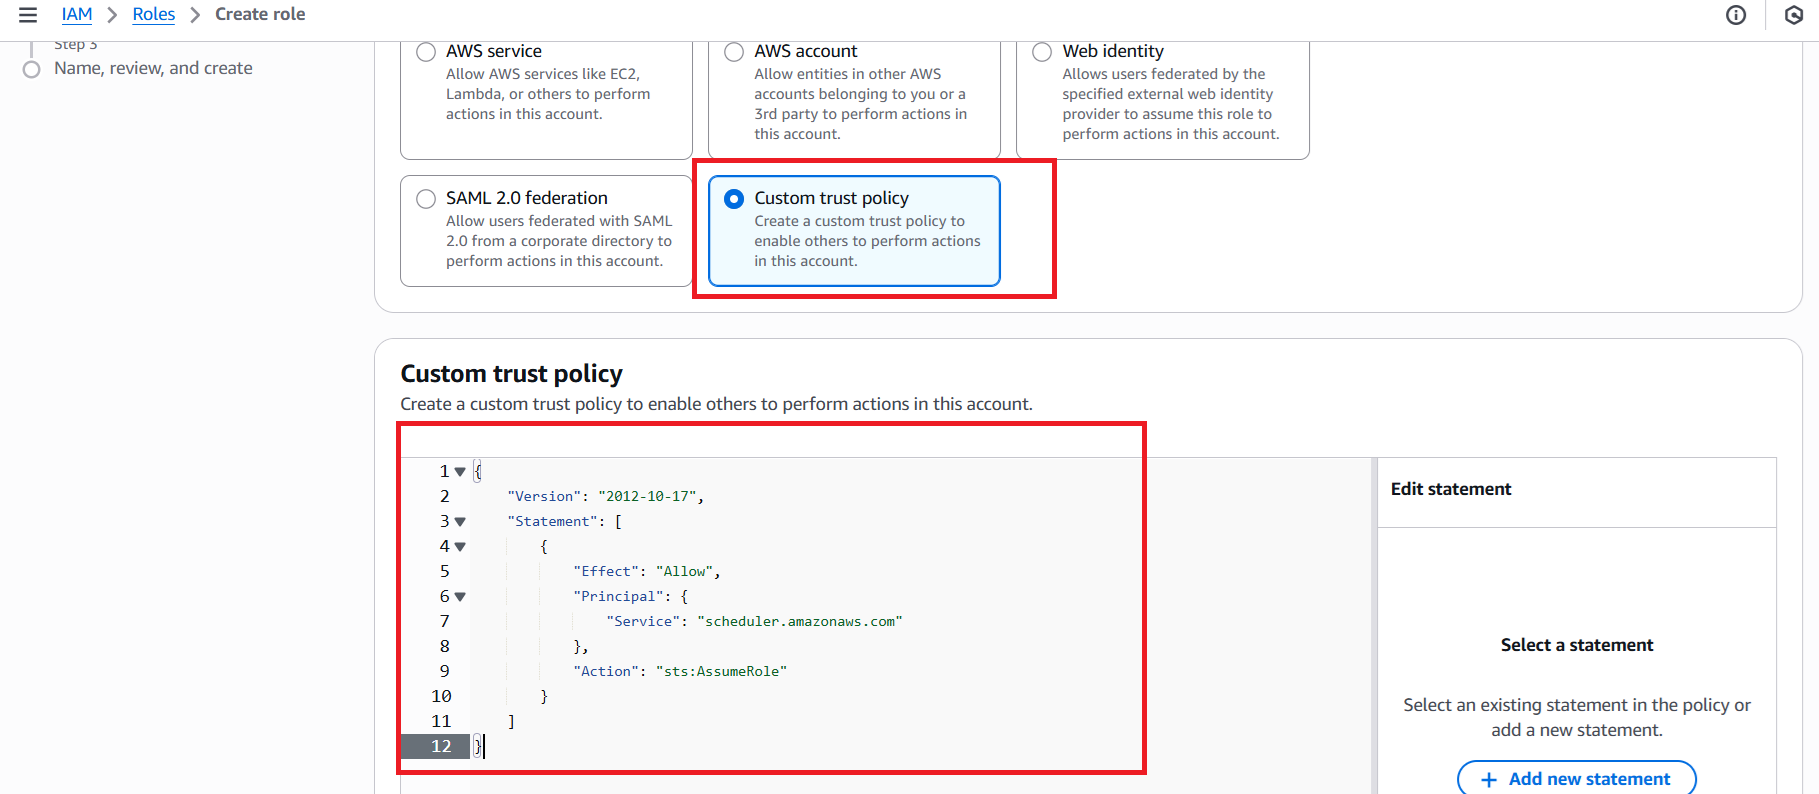 IAM > Roles > Create role
Step 3
Name, review, and create
AWS service
Allow AWS services like EC2,
Lambda, or others to perform
actions in this account.
AWS account
Allow entities in other AWS
accounts belonging to you or a
3rd party to perform actions in
this account.
Web identity
Allows users federated by the
specified external web identity
provider to assume this role to
perform actions in this account.
SAML 2.0 federation
Allow users federated with SAML
2.0 from a corporate directory to
perform actions in this account.
Custom trust policy
Create a custom trust policy to
enable others to perform actions
in this account.
Custom trust policy
Create a custom trust policy to enable others to perform actions in this account.
1 {
2 "Version": "2012-10-17",
3 "Statement": [
4 {
5 "Effect": "Allow",
6 "Principal": {
7 "Service": "scheduler.amazonaws.com"
8 },
9 "Action": "sts:AssumeRole"
10 }
11 ]
12 }
Edit statement
Select a statement
Select an existing statement in the policy or
add a new statement.
+ Add new statement